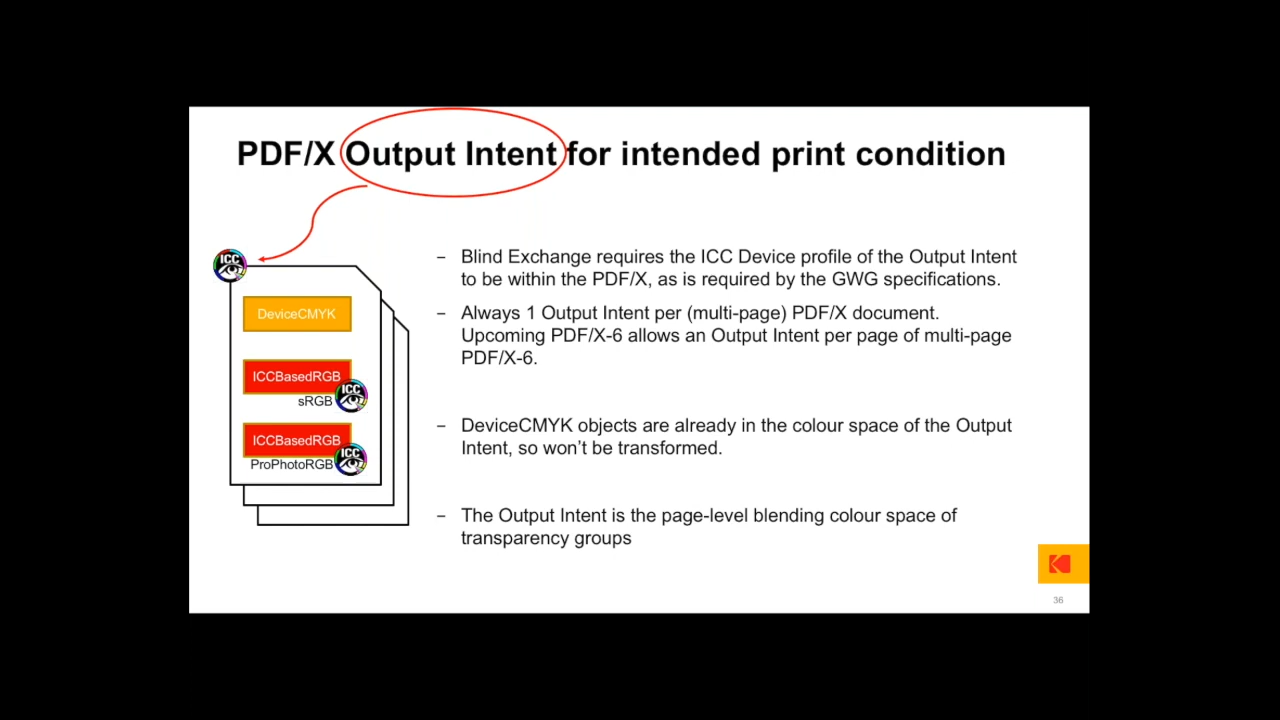 PDF/X Output Intent for intended print condition
ICC
DeviceCMYK
ICCBasedRGB
ICC
sRGB
ICCBasedRGB
ICC
ProPhotoRGB
– Blind Exchange requires the ICC Device profile of the Output Intent
to be within the PDF/X, as is required by the GWG specifications.
– Always 1 Output Intent per (multi-page) PDF/X document.
Upcoming PDF/X-6 allows an Output Intent per page of multi-page
PDF/X-6.
– DeviceCMYK objects are already in the colour space of the Output
Intent, so won’t be transformed.
– The Output Intent is the page-level blending colour space of
transparency groups
36